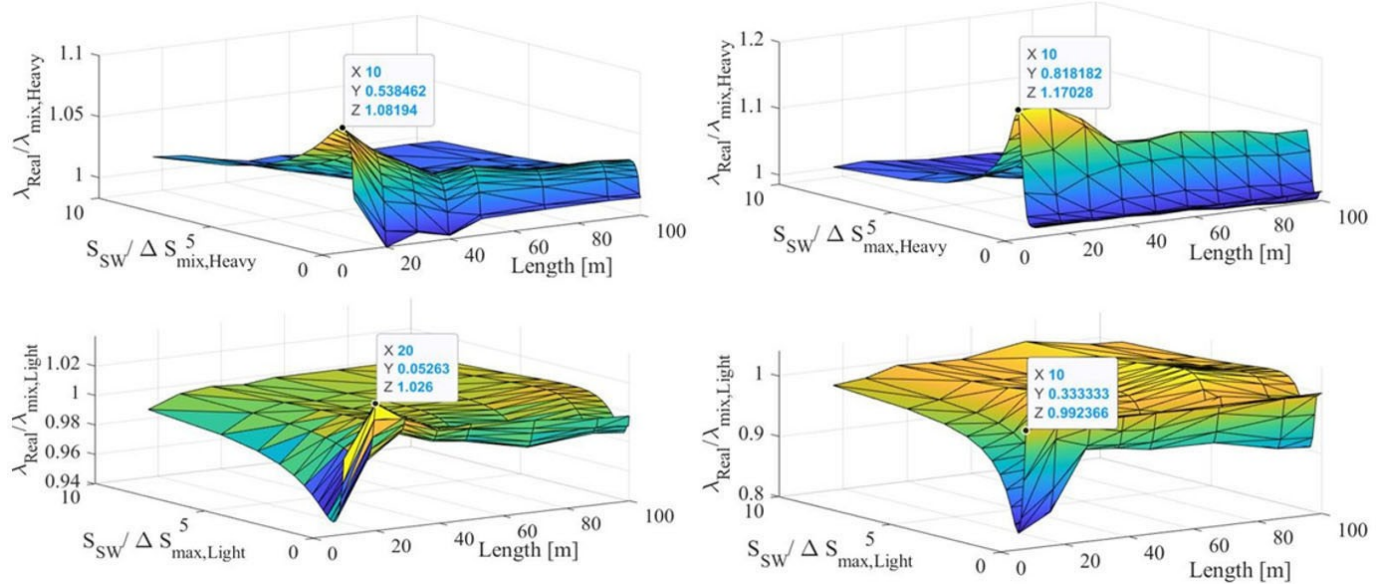 λReal/λmix,Heavy
1.1
1.05
1
10
5
0
SSW/ Δ Smix,Heavy
0
20
40
60
80
100
Length [m]
X 10
Y 0.538462
Z 1.08194
λReal/λmix,Heavy
1.2
1.1
1
10
5
0
SSW/ Δ Smax,Heavy
0
20
40
60
80
100
Length [m]
X 10
Y 0.818182
Z 1.17028
λReal/λmix,Light
1.02
1
0.98
0.96
0.94
10
5
0
SSW/ Δ Smax,Light
0
20
40
60
80
100
Length [m]
X 20
Y 0.05263
Z 1.026
λReal/λmix,Light
1
0.9
0.8
10
5
0
SSW/ Δ Smax,Light
0
20
40
60
80
100
Length [m]
X 10
Y 0.333333
Z 0.992366